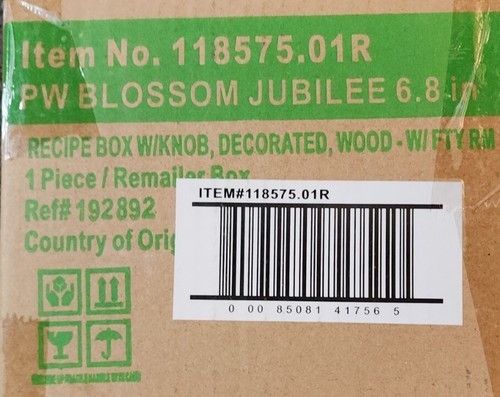 Item No. 118575.01R
PW BLOSSOM JUBILEE 6.8 in
RECIPE BOX W/KNOB, DECORATED, WOOD - W/ FTY RM
1 Piece / Remailer Box
Ref# 192892
Country of Orig
ITEM#118575.01R
0 00 85081 41756 5